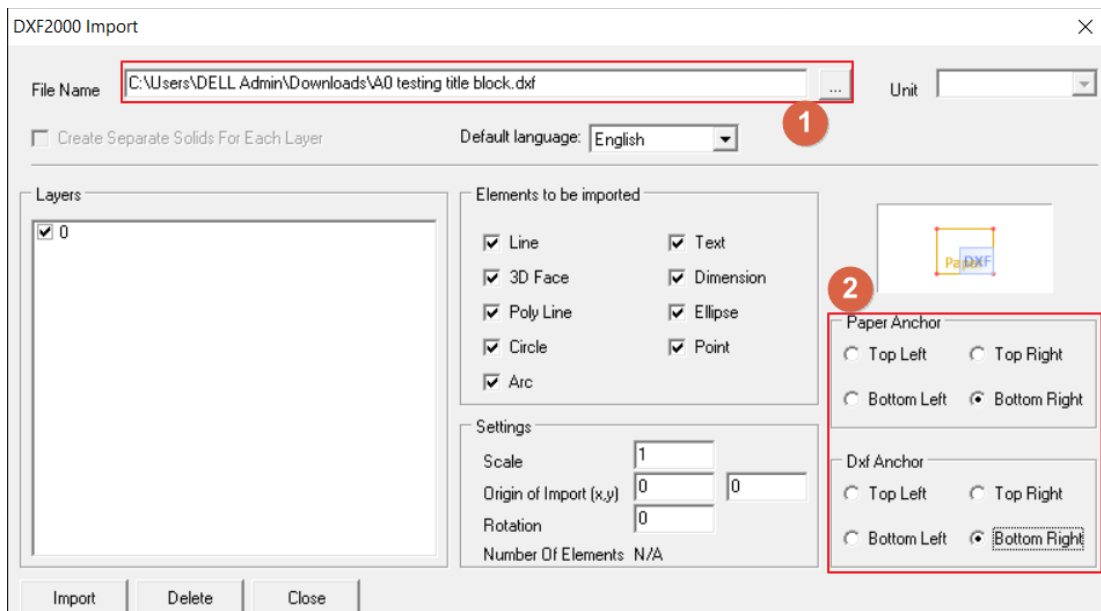 DXF2000 Import
File Name C:\Users\DELL Admin\Downloads\A0 testing title block.dxf ... Unit
1
Create Separate Solids For Each Layer Default language: English
Layers
0
Elements to be imported
Line Text
3D Face Dimension
Poly Line Ellipse
Circle Point
Arc
Settings
Scale 1
Origin of Import (x,y) 0 0
Rotation 0
Number Of Elements N/A
Paper DXF
2
Paper Anchor
Top Left Top Right
Bottom Left Bottom Right
Dxf Anchor
Top Left Top Right
Bottom Left Bottom Right
Import Delete Close